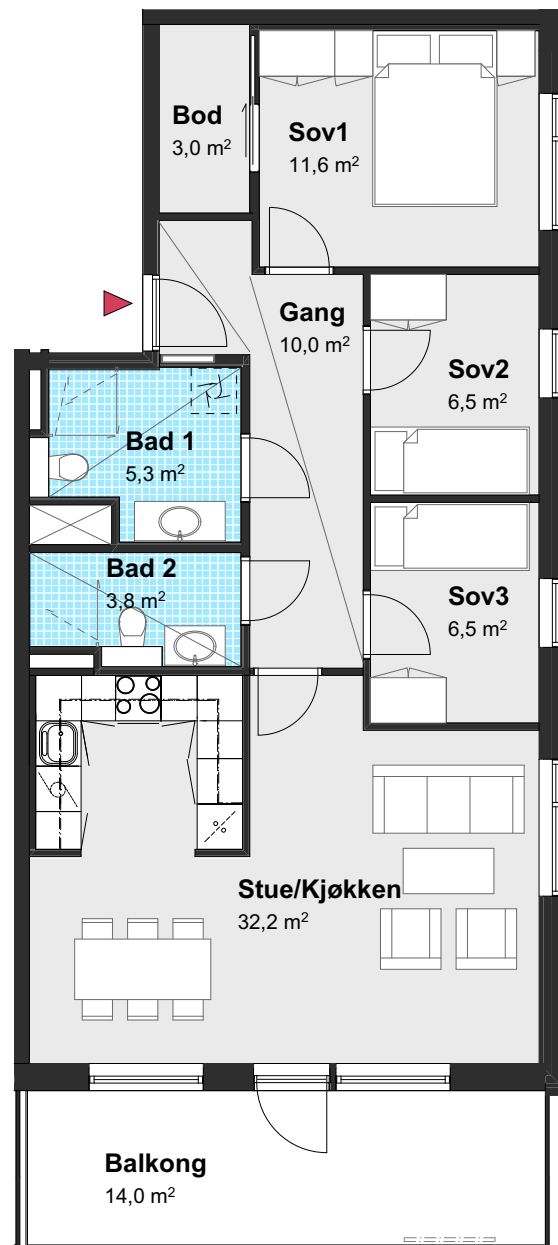 Bod
3,0 m²
Sov1
11,6 m²
Gang
10,0 m²
Sov2
6,5 m²
Bad 1
5,3 m²
Bad 2
3,8 m²
Sov3
6,5 m²
Stue/Kjøkken
32,2 m²
Balkong
14,0 m²